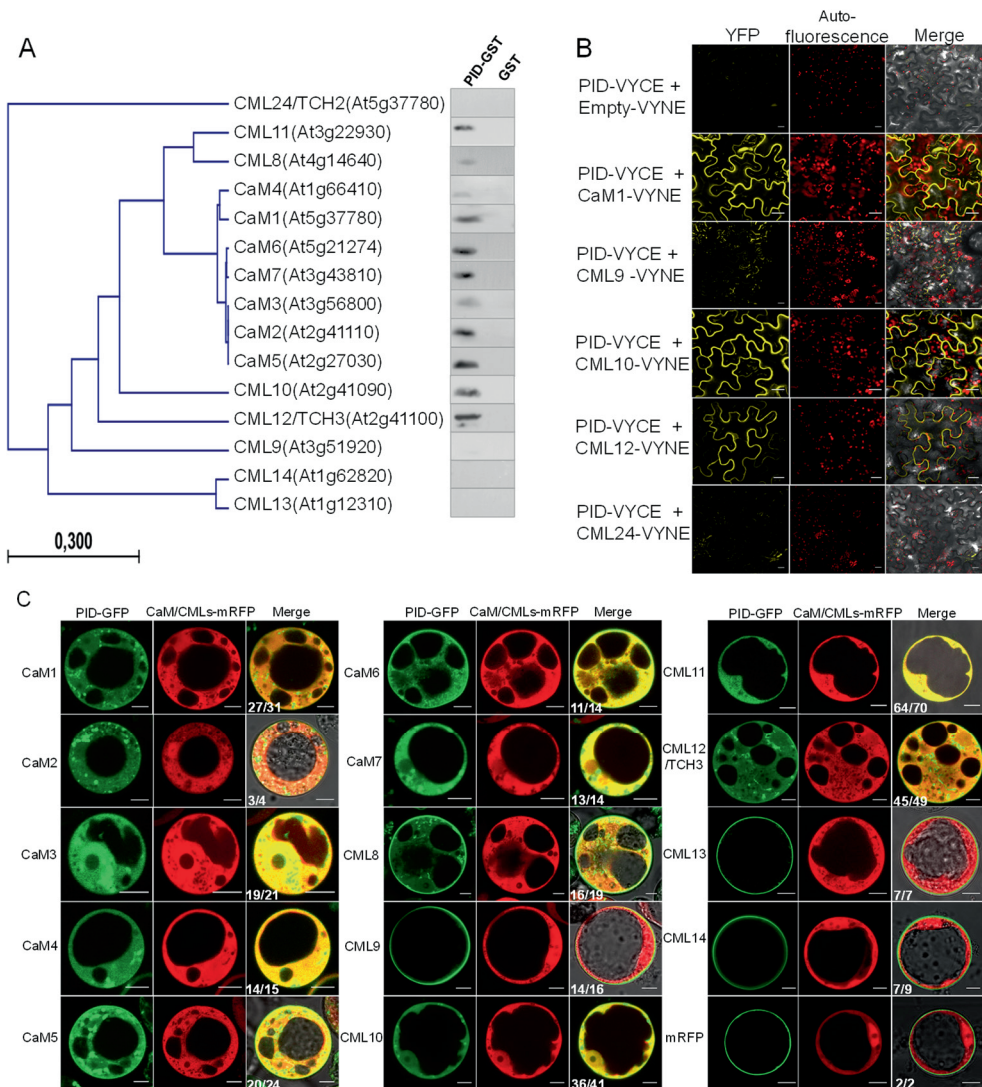 A
PID-GST
GST
CML24/TCH2(At5g37780)
CML11(At3g22930)
CML8(At4g14640)
CaM4(At1g66410)
CaM1(At5g37780)
CaM6(At5g21274)
CaM7(At3g43810)
CaM3(At3g56800)
CaM2(At2g41110)
CaM5(At2g27030)
CML10(At2g41090)
CML12/TCH3(At2g41100)
CML9(At3g51920)
CML14(At1g62820)
CML13(At1g12310)
0,300
B
YFP
Auto-
fluorescence
Merge
PID-VYCE +
Empty-VYNE
PID-VYCE +
CaM1-VYNE
PID-VYCE +
CML9 -VYNE
PID-VYCE +
CML10-VYNE
PID-VYCE +
CML12-VYNE
PID-VYCE +
CML24-VYNE
C
PID-GFP CaM/CMLs-mRFP Merge
CaM1
27/31
CaM2
3/4
CaM3
19/21
CaM4
14/15
CaM5
20/24
PID-GFP CaM/CMLs-mRFP Merge
CaM6
11/14
CaM7
13/14
CML8
16/19
CML9
14/16
CML10
36/41
PID-GFP CaM/CMLs-mRFP Merge
CML11
64/70
CML12
/TCH3
45/49
CML13
7/7
CML14
7/9
mRFP
2/2